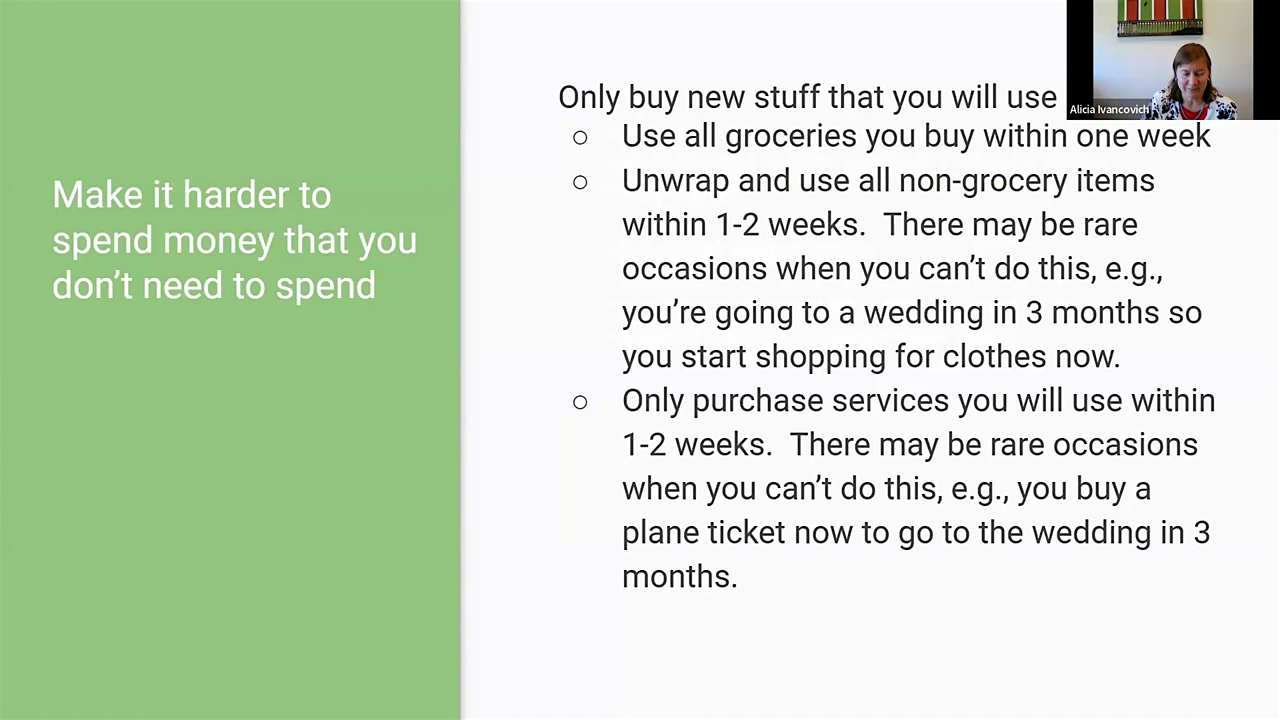 Make it harder to
spend money that you
don't need to spend
Only buy new stuff that you will use
○ Use all groceries you buy within one week
○ Unwrap and use all non-grocery items
within 1-2 weeks.  There may be rare
occasions when you can't do this, e.g.,
you're going to a wedding in 3 months so
you start shopping for clothes now.
○ Only purchase services you will use within
1-2 weeks.  There may be rare occasions
when you can't do this, e.g., you buy a
plane ticket now to go to the wedding in 3
months.
Alicia Ivancovich